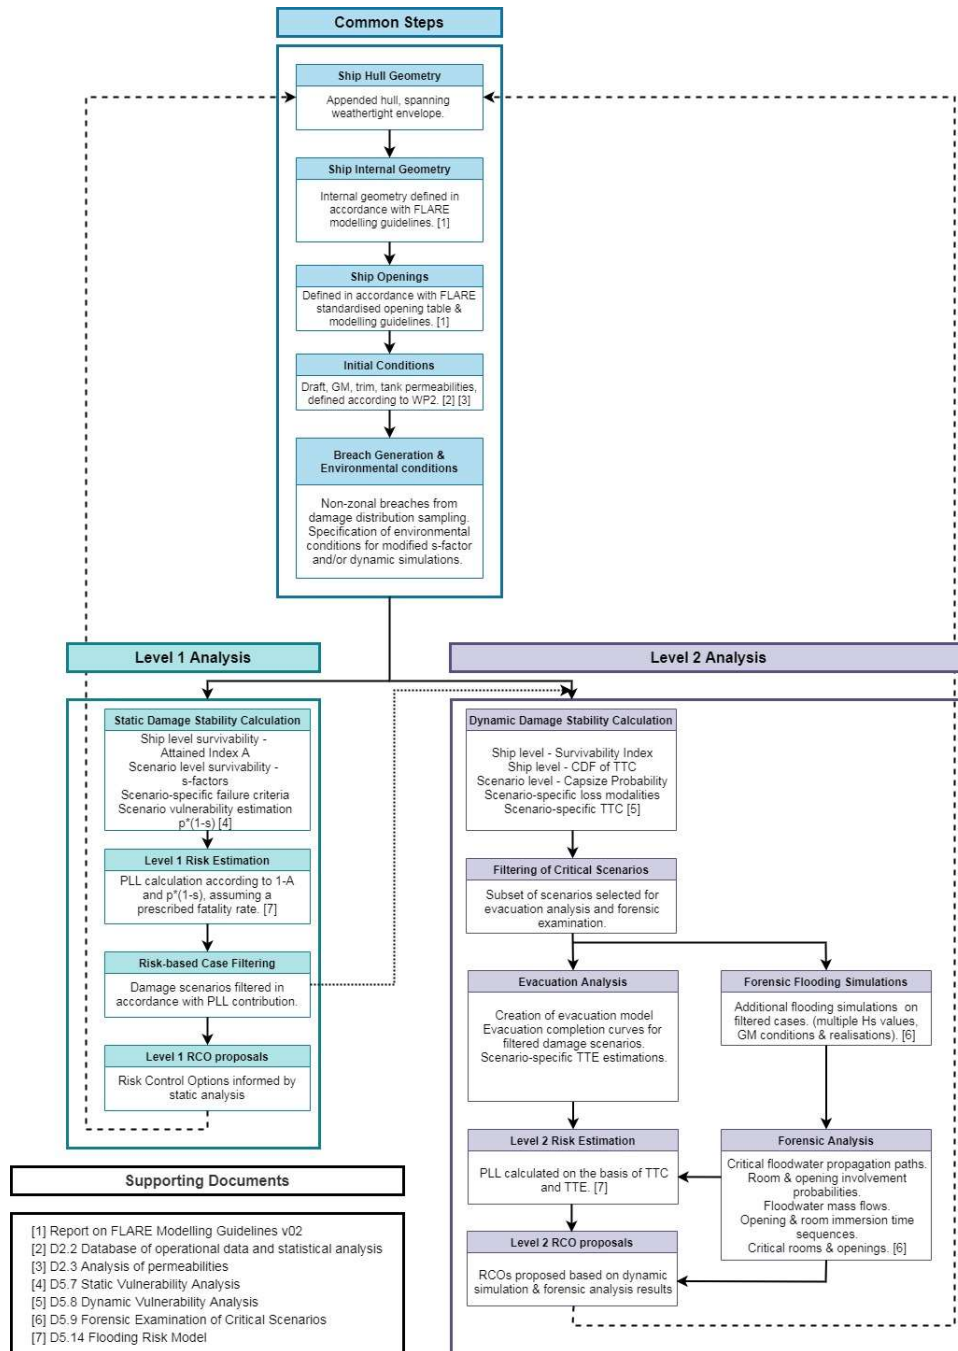 Common Steps
Ship Hull Geometry
Appended hull, spanning
weathertight envelope.
Ship Internal Geometry
Internal geometry defined in
accordance with FLARE
modelling guidelines. [1]
Ship Openings
Defined in accordance with FLARE
standardised opening table &
modelling guidelines. [1]
Initial Conditions
Draft, GM, trim, tank permeabilities,
defined according to WP2. [2] [3]
Breach Generation &
Environmental conditions
Non-zonal breaches from
damage distribution sampling.
Specification of environmental
conditions for modified s-factor
and/or dynamic simulations.
Level 1 Analysis
Static Damage Stability Calculation
Ship level survivability -
Attained Index A
Scenario level survivability -
s-factors
Scenario-specific failure criteria
Scenario vulnerability estimation
p*(1-s) [4]
Level 1 Risk Estimation
PLL calculation according to 1-A
and p*(1-s), assuming a
prescribed fatality rate. [7]
Risk-based Case Filtering
Damage scenarios filtered in
accordance with PLL contribution.
Level 1 RCO proposals
Risk Control Options informed by
static analysis
Level 2 Analysis
Dynamic Damage Stability Calculation
Ship level - Survivability Index
Ship level - CDF of TTC
Scenario level - Capsize Probability
Scenario-specific loss modalities
Scenario-specific TTC [5]
Filtering of Critical Scenarios
Subset of scenarios selected for
evacuation analysis and forensic
examination.
Evacuation Analysis
Creation of evacuation model
Evacuation completion curves for
filtered damage scenarios.
Scenario-specific TTE estimations.
Forensic Flooding Simulations
Additional flooding simulations on
filtered cases. (multiple Hs values,
GM conditions & realisations). [6]
Level 2 Risk Estimation
PLL calculated on the basis of TTC
and TTE. [7]
Forensic Analysis
Critical floodwater propagation paths.
Room & opening involvement
probabilities.
Floodwater mass flows.
Opening & room immersion time
sequences.
Critical rooms & openings. [6]
Level 2 RCO proposals
RCOs proposed based on dynamic
simulation & forensic analysis results
Supporting Documents
[1] Report on FLARE Modelling Guidelines v02
[2] D2.2 Database of operational data and statistical analysis
[3] D2.3 Analysis of permeabilities
[4] D5.7 Static Vulnerability Analysis
[5] D5.8 Dynamic Vulnerability Analysis
[6] D5.9 Forensic Examination of Critical Scenarios
[7] D5.14 Flooding Risk Model